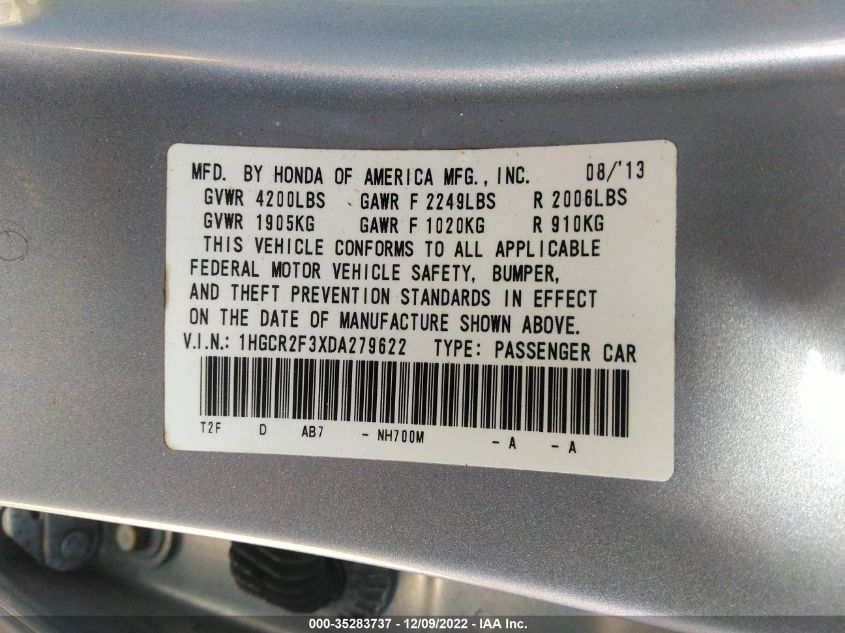 MFD. BY HONDA OF AMERICA MFG., INC. 08/'13
GVWR 4200LBS GAWR F 2249LBS R 2006LBS
GVWR 1905KG GAWR F 1020KG R 910KG
THIS VEHICLE CONFORMS TO ALL APPLICABLE
FEDERAL MOTOR VEHICLE SAFETY, BUMPER,
AND THEFT PREVENTION STANDARDS IN EFFECT
ON THE DATE OF MANUFACTURE SHOWN ABOVE.
V.I.N.: 1HGCR2F3XDA279622 TYPE: PASSENGER CAR
T2F D AB7 - NH700M - A - A
000-35283737 - 12/09/2022 - IAA Inc.